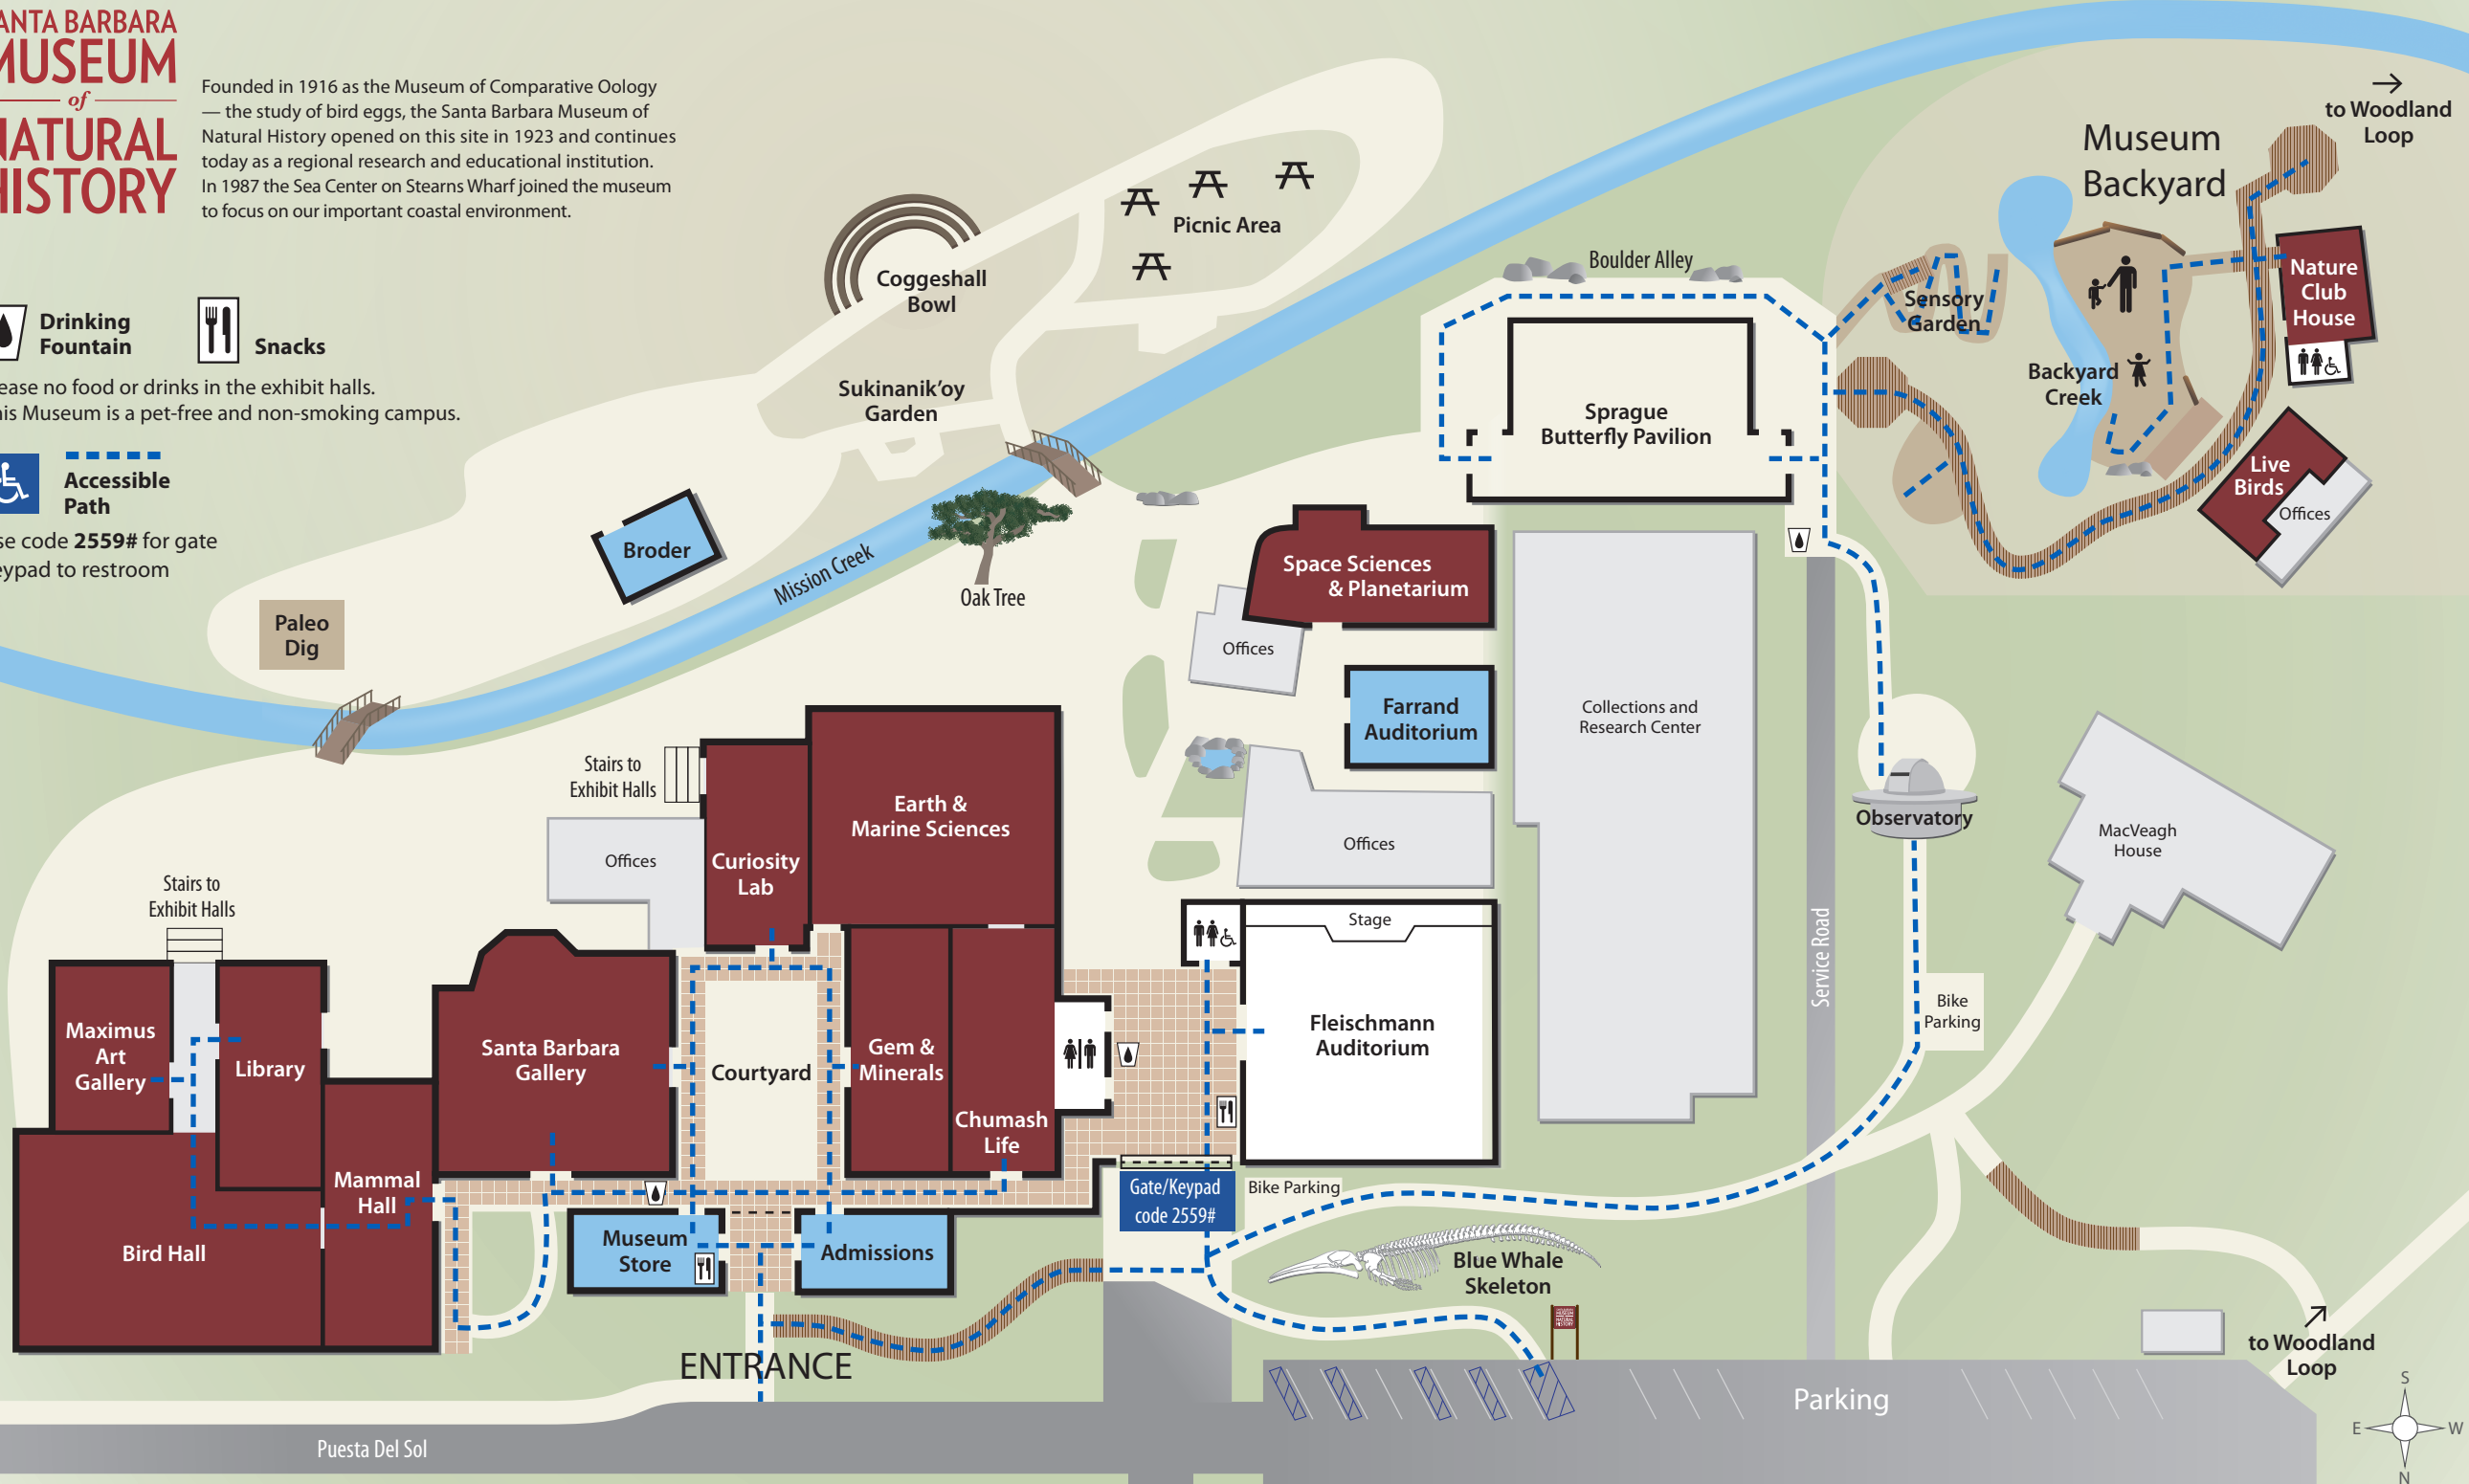 ANTA BARBARA
MUSEUM
of
NATURAL
HISTORY
Founded in 1916 as the Museum of Comparative Oology
— the study of bird eggs, the Santa Barbara Museum of
Natural History opened on this site in 1923 and continues
today as a regional research and educational institution.
In 1987 the Sea Center on Stearns Wharf joined the museum
to focus on our important coastal environment.
Drinking
Fountain
Snacks
ease no food or drinks in the exhibit halls.
his Museum is a pet-free and non-smoking campus.
Accessible
Path
se code 2559# for gate
eypad to restroom
Paleo
Dig
Broder
Mission Creek
Coggeshall
Bowl
Sukinanik’oy
Garden
Picnic Area
Oak Tree
Boulder Alley
Sprague
Butterfly Pavilion
Museum
Backyard
to Woodland
Loop
Sensory
Garden
Backyard
Creek
Nature
Club
House
Live
Birds
Offices
Space Sciences
& Planetarium
Offices
Farrand
Auditorium
Offices
Collections and
Research Center
Service Road
Observatory
MacVeagh
House
Bike
Parking
Stairs to
Exhibit Halls
Offices
Curiosity
Lab
Earth &
Marine Sciences
Stairs to
Exhibit Halls
Maximus
Art
Gallery
Library
Mammal
Hall
Bird Hall
Santa Barbara
Gallery
Courtyard
Gem &
Minerals
Chumash
Life
Stage
Fleischmann
Auditorium
Gate/Keypad
code 2559#
Bike Parking
Museum
Store
Admissions
Blue Whale
Skeleton
ENTRANCE
Puesta Del Sol
Parking
to Woodland
Loop
S
E
W
N